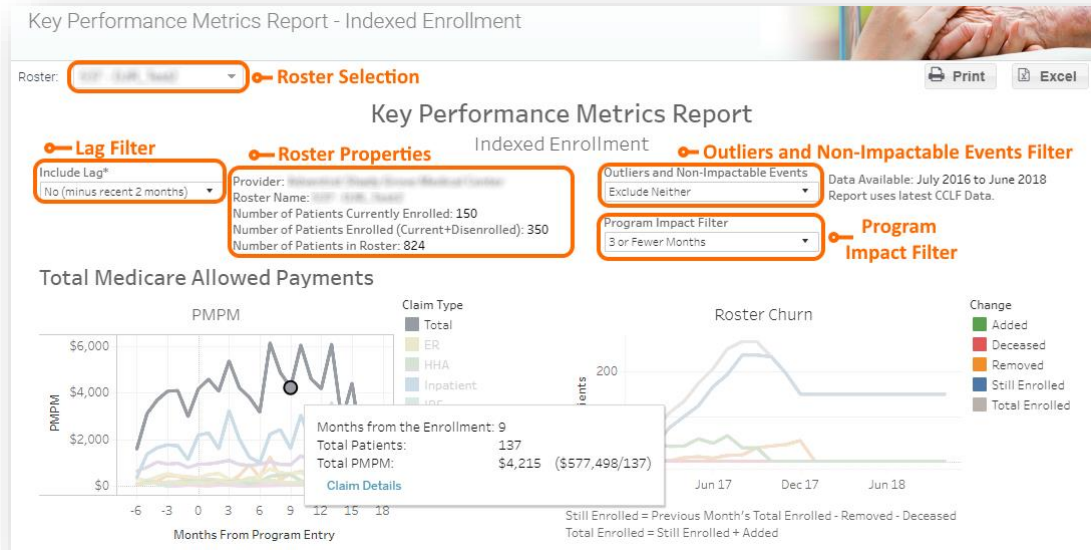 Key Performance Metrics Report - Indexed Enrollment
Roster:
Roster Selection
Print
Excel
Key Performance Metrics Report
Indexed Enrollment
Lag Filter
Include Lag*
No (minus recent 2 months)
Roster Properties
Provider:
Roster Name:
Number of Patients Currently Enrolled: 150
Number of Patients Enrolled (Current+Disenrolled): 350
Number of Patients in Roster: 824
Outliers and Non-Impactable Events Filter
Outliers and Non-Impactable Events
Exclude Neither
Data Available: July 2016 to June 2018
Report uses latest CCLF Data.
Program Impact Filter
3 or Fewer Months
Program
Impact Filter
Total Medicare Allowed Payments
PMPM
$6,000
$4,000
$2,000
$0
PMPM
-6 -3 0 3 6 9 12 15 18
Months From Program Entry
Claim Type
Total
ER
HHA
Inpatient
Months from the Enrollment: 9
Total Patients: 137
Total PMPM: $4,215 ($577,498/137)
Claim Details
Roster Churn
200
Jun 17 Dec 17 Jun 18
Still Enrolled = Previous Month's Total Enrolled - Removed - Deceased
Total Enrolled = Still Enrolled + Added
Change
Added
Deceased
Removed
Still Enrolled
Total Enrolled